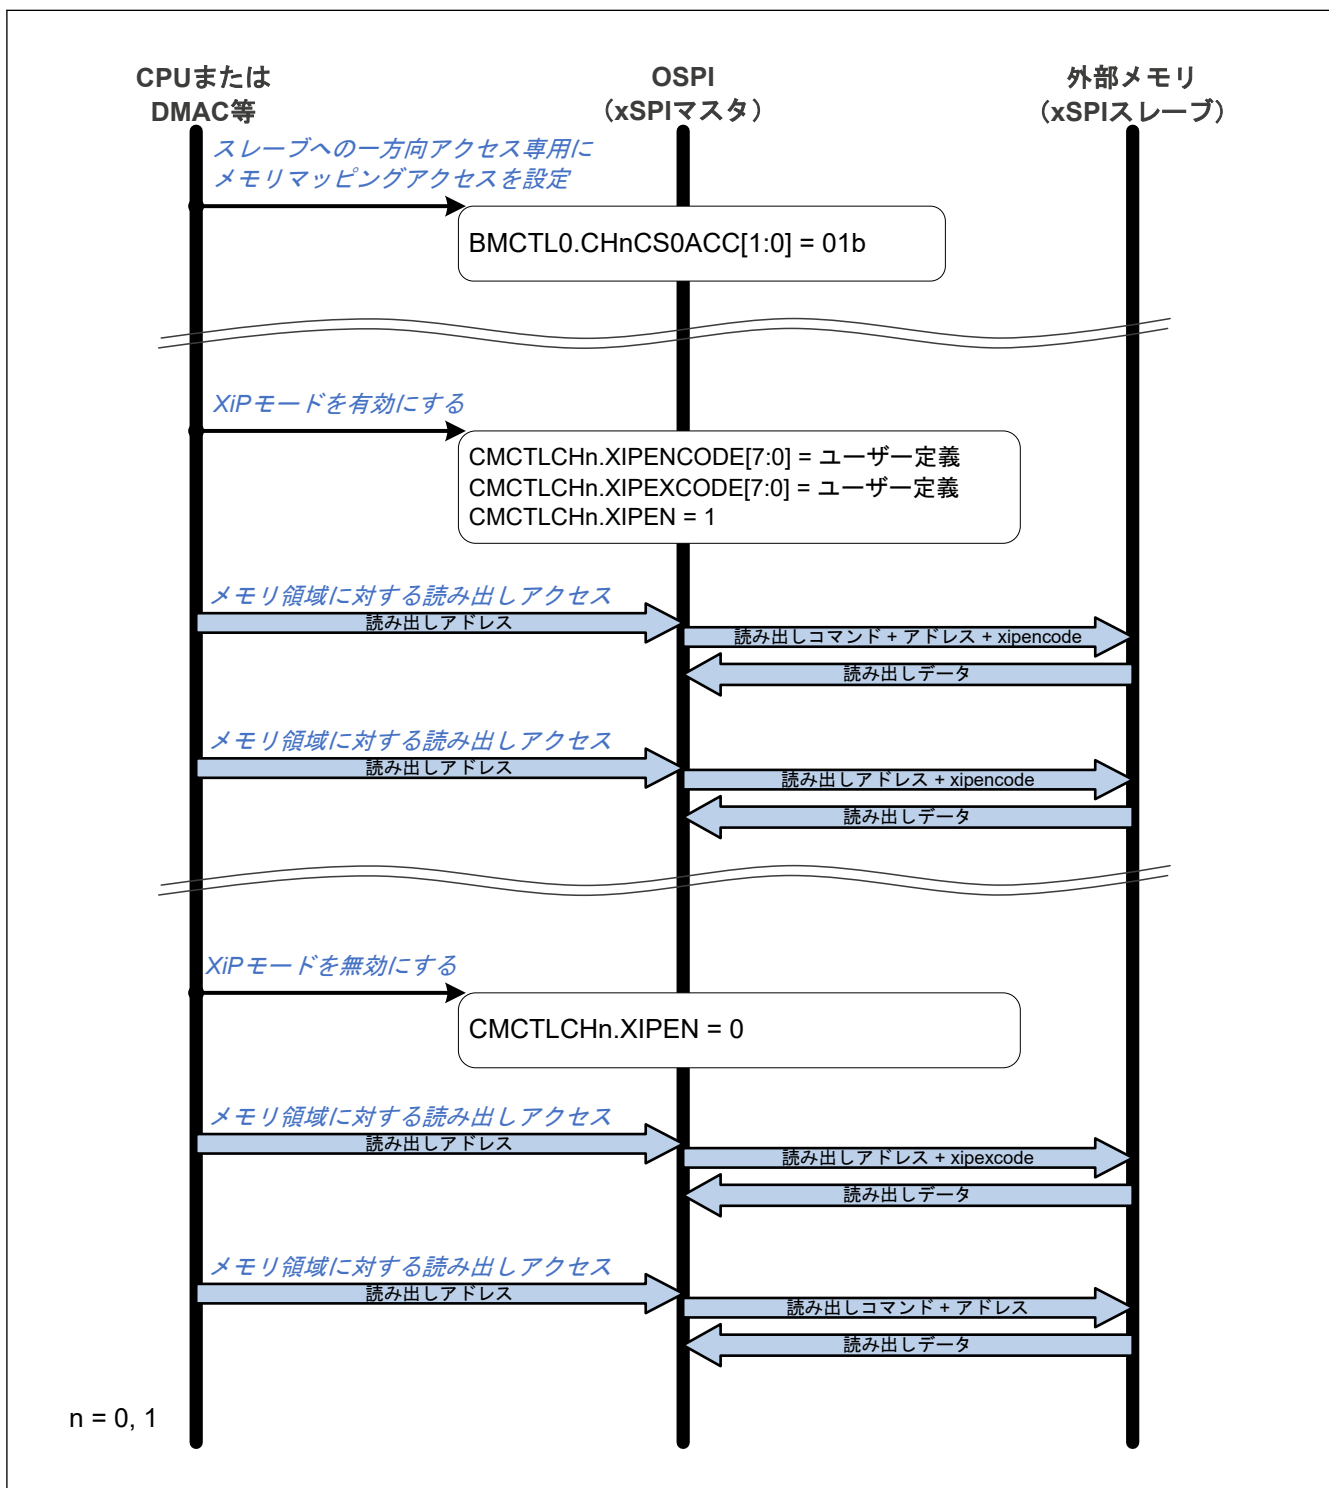 CPUまたは
DMAC等
OSPI
（xSPIマスタ）
外部メモリ
（xSPIスレーブ）
スレーブへの一方向アクセス専用に
メモリマッピングアクセスを設定
BMCTL0.CHnCS0ACC[1:0] = 01b
XiPモードを有効にする
CMCTLCHn.XIPENCODE[7:0] = ユーザー定義
CMCTLCHn.XIPEXCODE[7:0] = ユーザー定義
CMCTLCHn.XIPEN = 1
メモリ領域に対する読み出しアクセス
読み出しアドレス
読み出しコマンド + アドレス + xipencode
読み出しデータ
メモリ領域に対する読み出しアクセス
読み出しアドレス
読み出しアドレス + xipencode
読み出しデータ
XiPモードを無効にする
CMCTLCHn.XIPEN = 0
メモリ領域に対する読み出しアクセス
読み出しアドレス
読み出しアドレス + xipexcode
読み出しデータ
メモリ領域に対する読み出しアクセス
読み出しアドレス
読み出しコマンド + アドレス
読み出しデータ
n = 0, 1